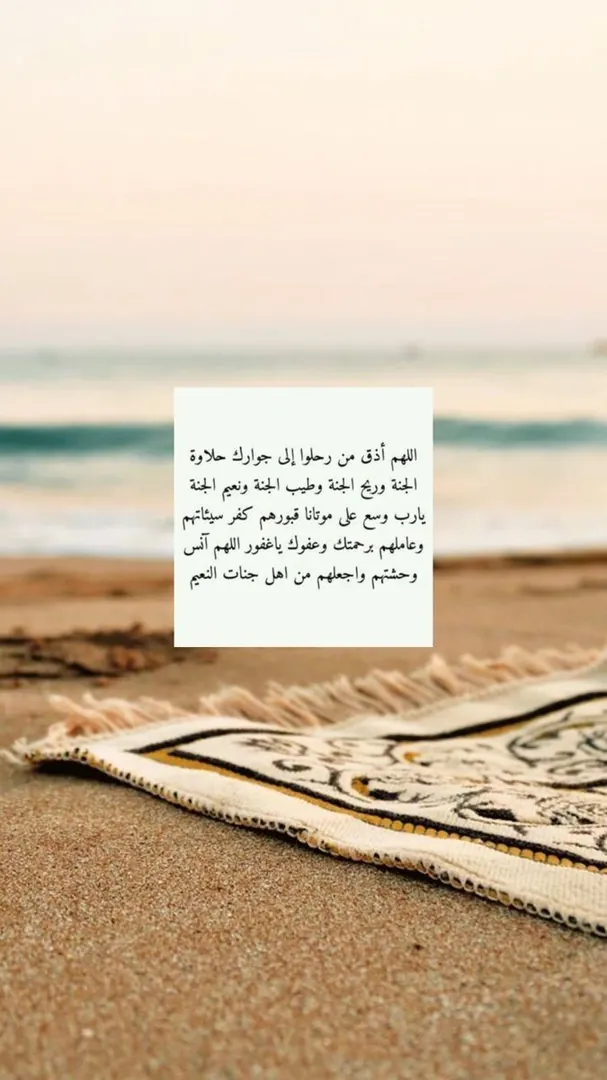 اللهم أذق من رحلوا إلى جوارك حلاوة
الجنة وريح الجنة وطيب الجنة ونعيم الجنة
يارب وسع على موتانا قبورهم كفر سيئاتهم
وعاملهم برحمتك وعفوك ياغفور اللهم آنس
وحشتهم واجعلهم من اهل جنات النعيم